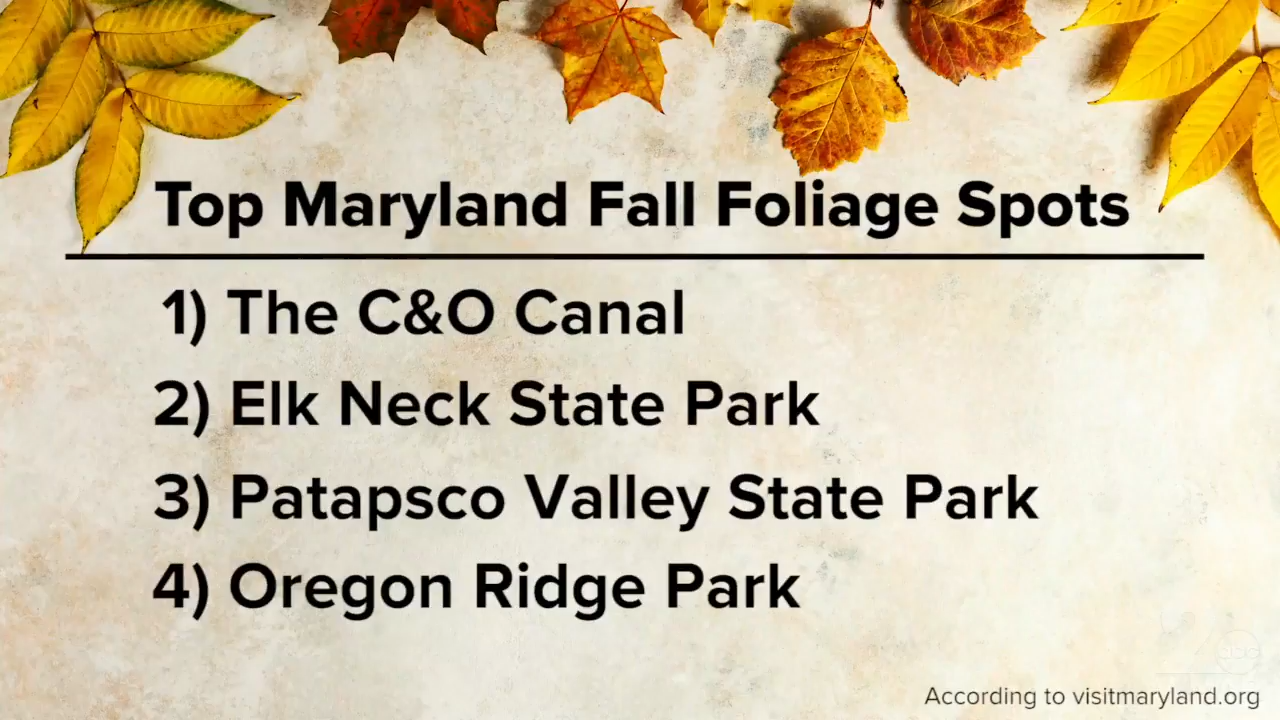 Top Maryland Fall Foliage Spots
1) The C&O Canal
2) Elk Neck State Park
3) Patapsco Valley State Park
4) Oregon Ridge Park
According to visitmaryland.org